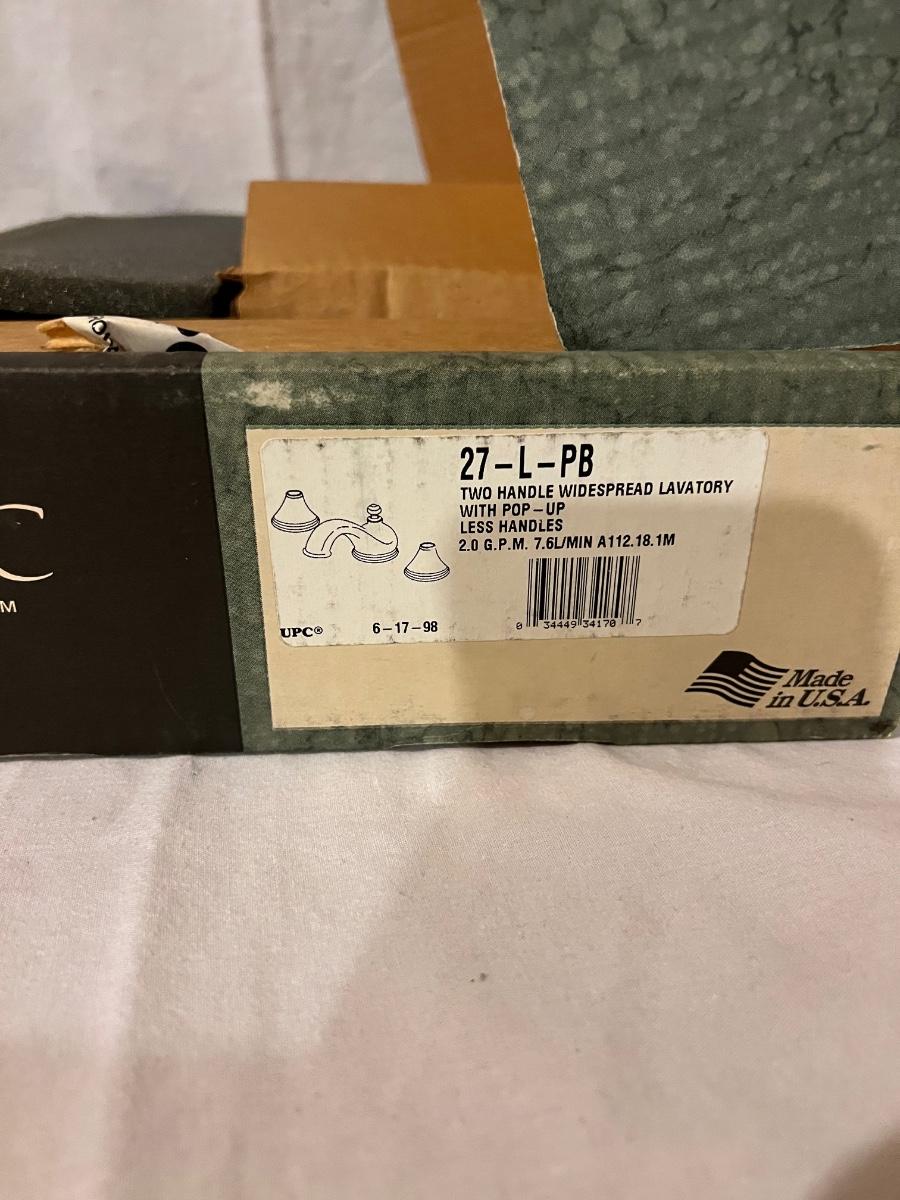 C
M
27-L-PB
TWO HANDLE WIDESPREAD LAVATORY
WITH POP-UP
LESS HANDLES
2.0 G.P.M. 7.6L/MIN A112.18.1M
UPC® 6-17-98
0 34449 34170 7
Made
in U.S.A.